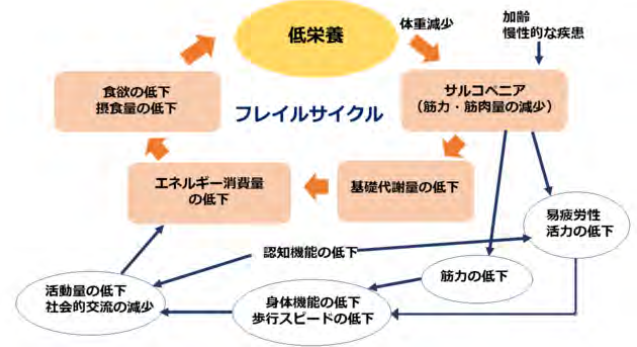 低栄養
体重減少
加齢
慢性的な疾患
食欲の低下
摂食量の低下
フレイルサイクル
サルコペニア
（筋力・筋肉量の減少）
エネルギー消費量
の低下
基礎代謝量の低下
易疲労性
活力の低下
認知機能の低下
筋力の低下
活動量の低下
社会的交流の減少
身体機能の低下
歩行スピードの低下